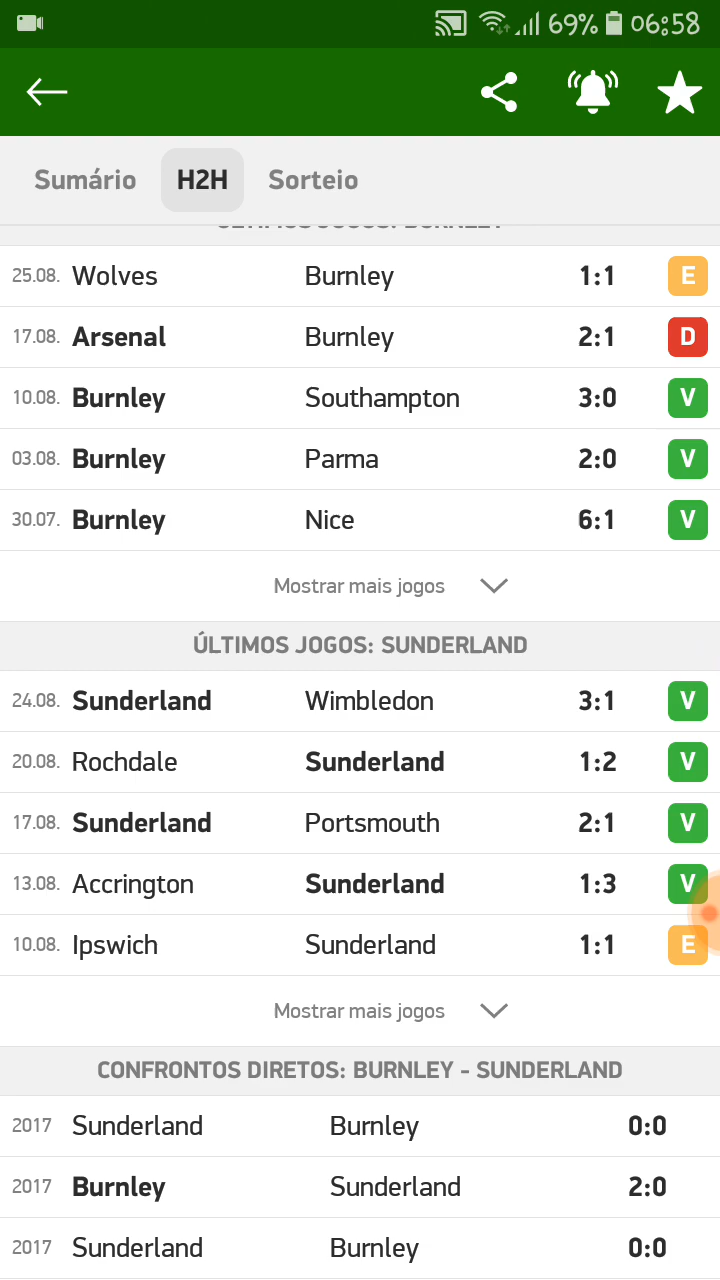 69% 06:58
Sumário H2H Sorteio
ÚLTIMOS JOGOS: BURNLEY
25.08. Wolves Burnley 1:1 E
17.08. Arsenal Burnley 2:1 D
10.08. Burnley Southampton 3:0 V
03.08. Burnley Parma 2:0 V
30.07. Burnley Nice 6:1 V
Mostrar mais jogos
ÚLTIMOS JOGOS: SUNDERLAND
24.08. Sunderland Wimbledon 3:1 V
20.08. Rochdale Sunderland 1:2 V
17.08. Sunderland Portsmouth 2:1 V
13.08. Accrington Sunderland 1:3 V
10.08. Ipswich Sunderland 1:1 E
Mostrar mais jogos
CONFRONTOS DIRETOS: BURNLEY - SUNDERLAND
2017 Sunderland Burnley 0:0
2017 Burnley Sunderland 2:0
2017 Sunderland Burnley 0:0